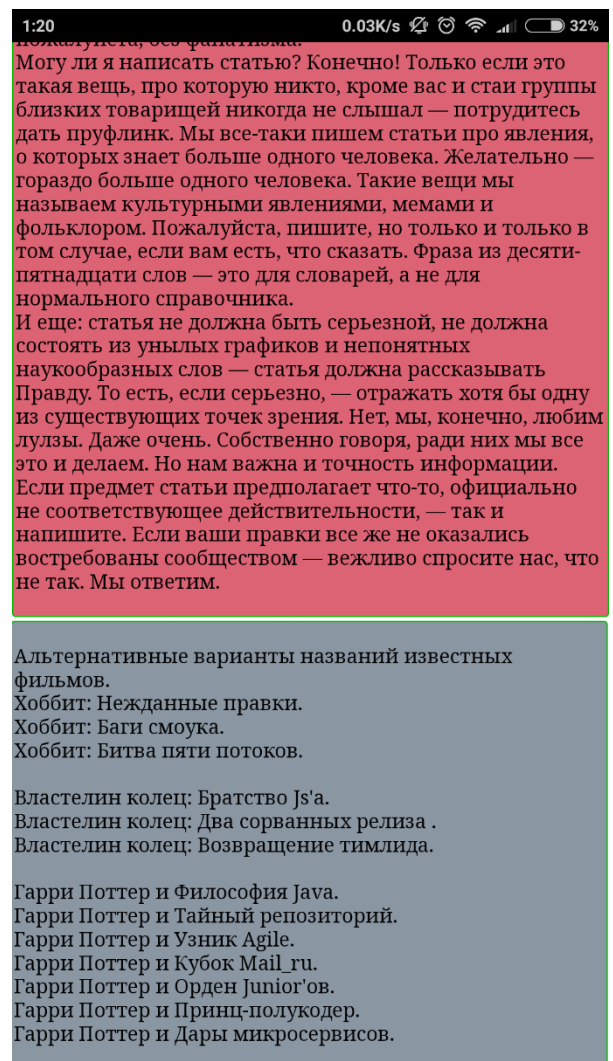 1:20 0.03K/s 32%
пожалуйста, без фанатизма.
Могу ли я написать статью? Конечно! Только если это
такая вещь, про которую никто, кроме вас и стаи группы
близких товарищей никогда не слышал — потрудитесь
дать пруфлинк. Мы все-таки пишем статьи про явления,
о которых знает больше одного человека. Желательно —
гораздо больше одного человека. Такие вещи мы
называем культурными явлениями, мемами и
фольклором. Пожалуйста, пишите, но только и только в
том случае, если вам есть, что сказать. Фраза из десяти-
пятнадцати слов — это для словарей, а не для
нормального справочника.
И еще: статья не должна быть серьезной, не должна
состоять из унылых графиков и непонятных
наукообразных слов — статья должна рассказывать
Правду. То есть, если серьезно, — отражать хотя бы одну
из существующих точек зрения. Нет, мы, конечно, любим
лулзы. Даже очень. Собственно говоря, ради них мы все
это и делаем. Но нам важна и точность информации.
Если предмет статьи предполагает что-то, официально
не соответствующее действительности, — так и
напишите. Если ваши правки все же не оказались
востребованы сообществом — вежливо спросите нас, что
не так. Мы ответим.
Альтернативные варианты названий известных
фильмов.
Хоббит: Нежданные правки.
Хоббит: Баги смоука.
Хоббит: Битва пяти потоков.
Властелин колец: Братство Js'а.
Властелин колец: Два сорванных релиза .
Властелин колец: Возвращение тимлида.
Гарри Поттер и Философия Java.
Гарри Поттер и Тайный репозиторий.
Гарри Поттер и Узник Agile.
Гарри Поттер и Кубок Mail_ru.
Гарри Поттер и Орден Junior'ов.
Гарри Поттер и Принц-полукодер.
Гарри Поттер и Дары микросервисов.